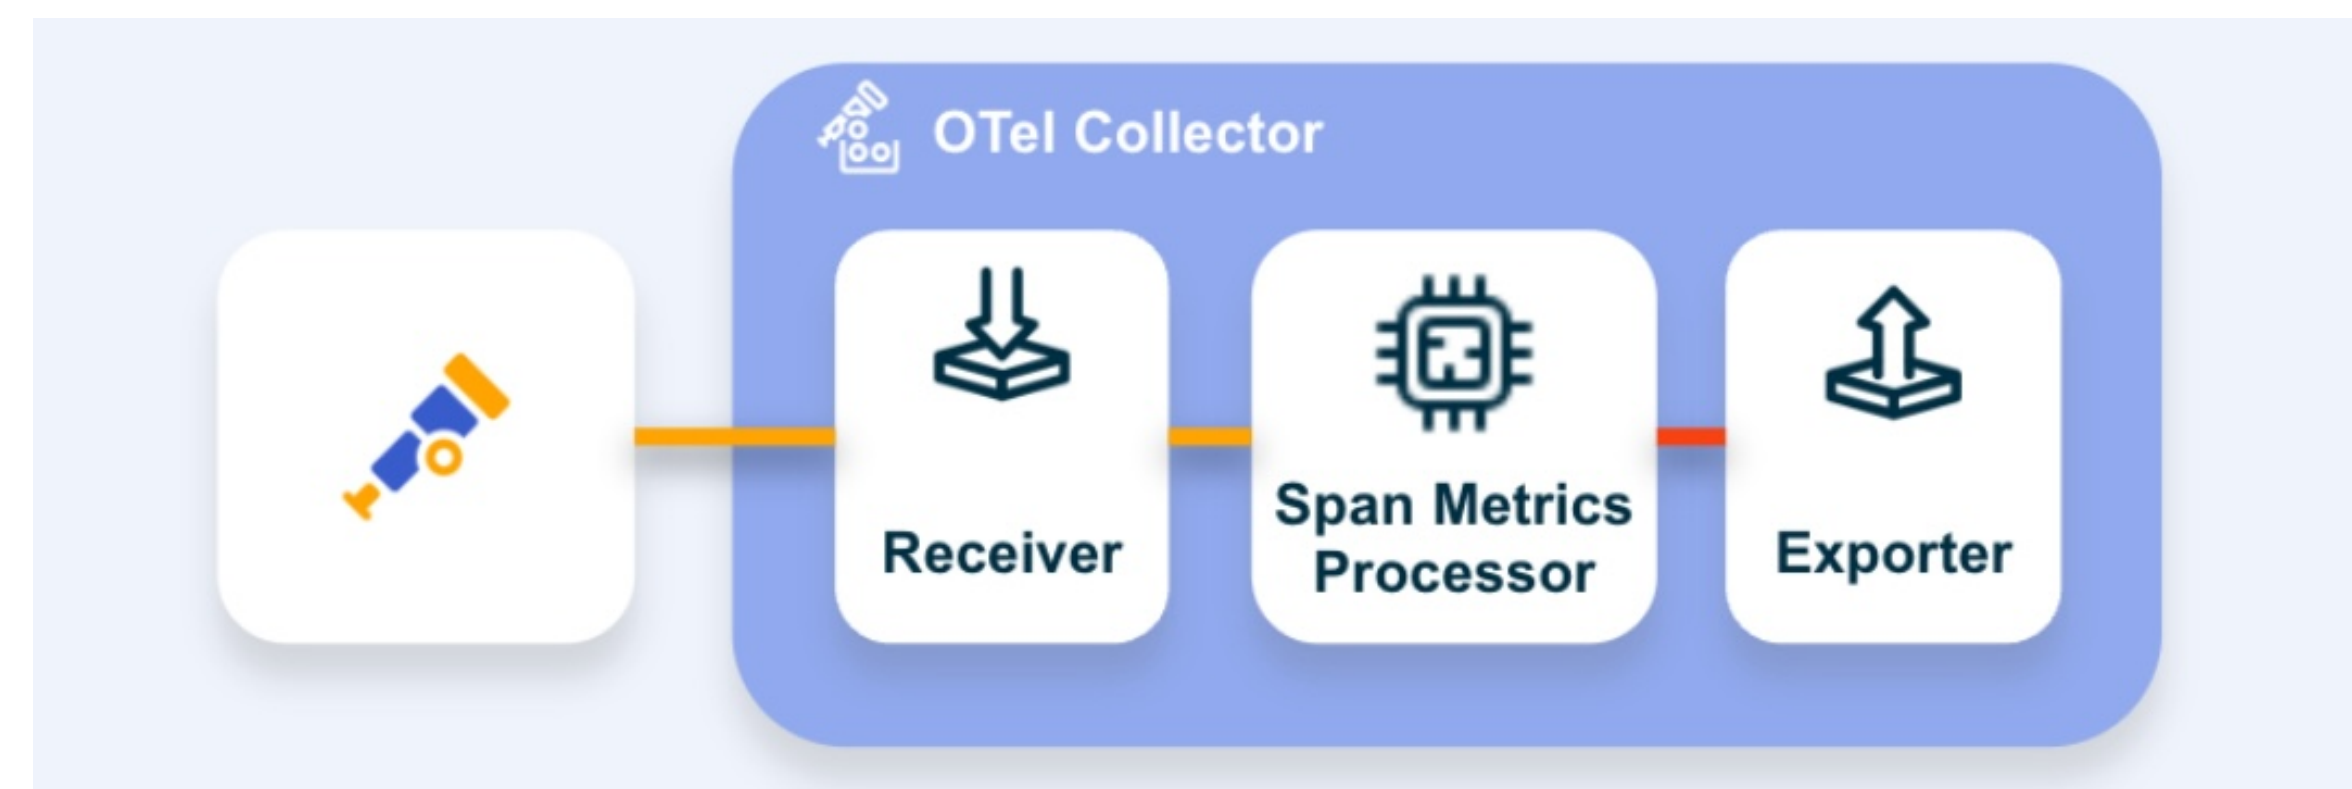 OTel Collector
Receiver
Span Metrics
Processor
Exporter